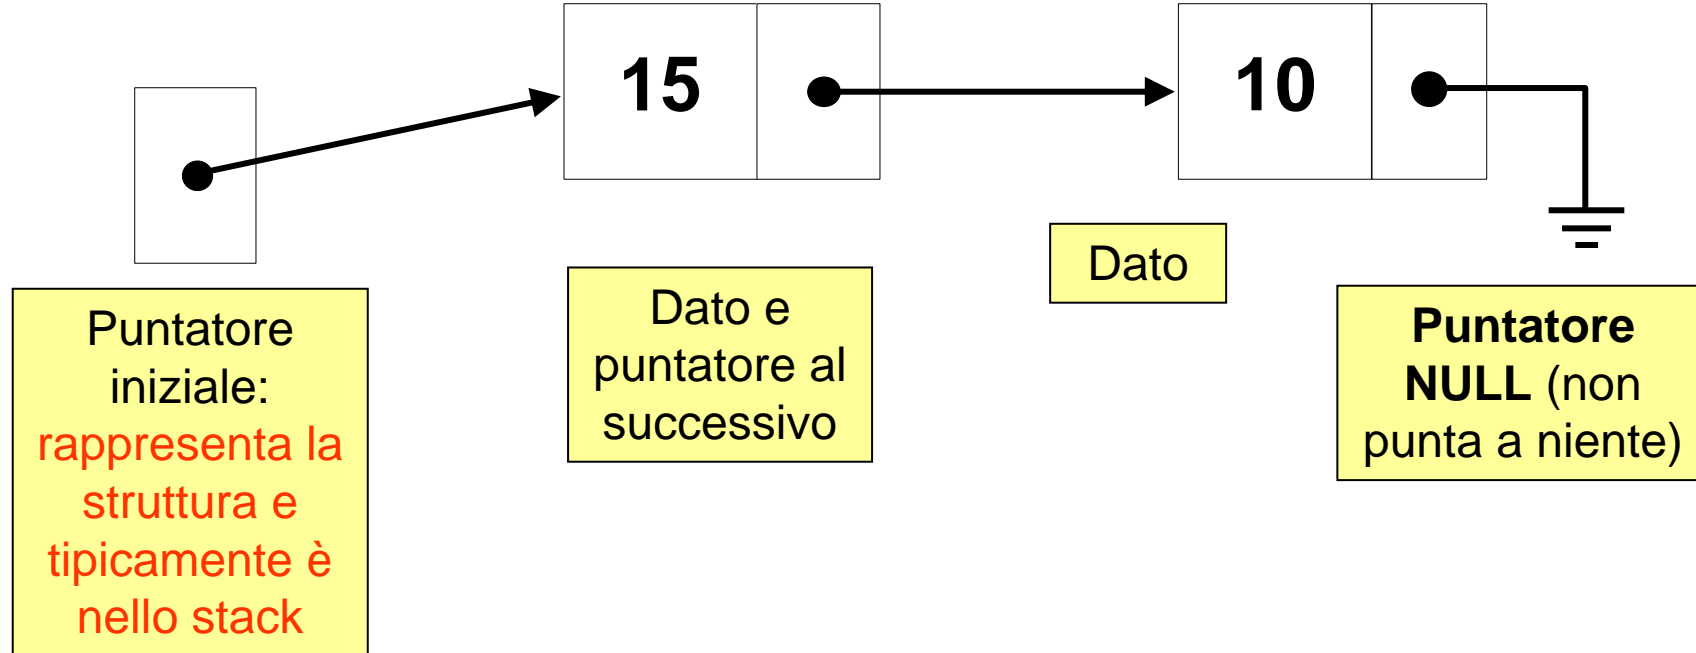 15
10
Puntatore
iniziale:
rappresenta la
struttura e
tipicamente è
nello stack
Dato e
puntatore al
successivo
Dato
Puntatore
NULL (non
punta a niente)